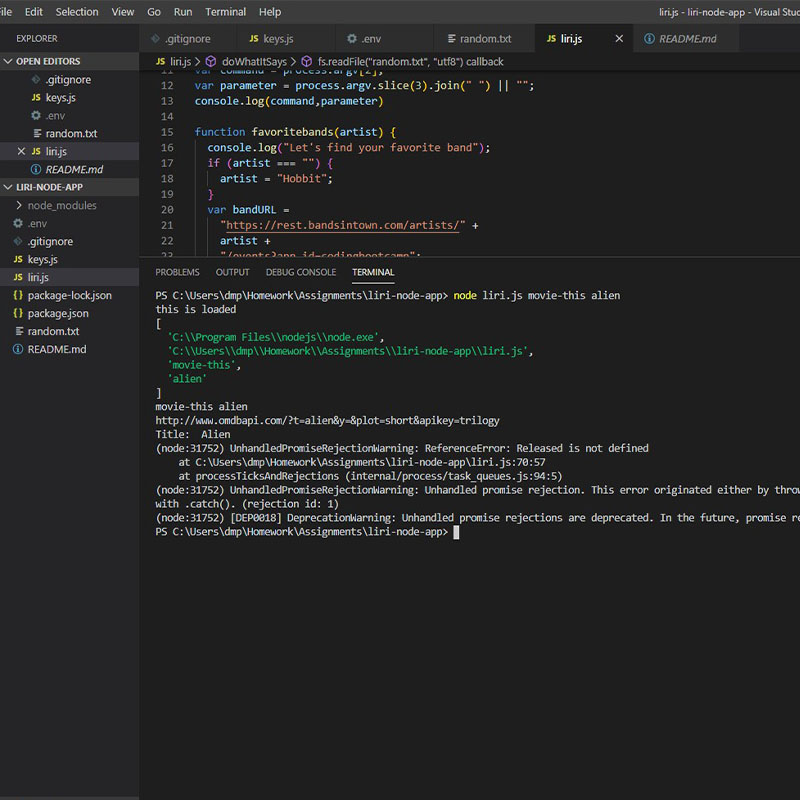 File Edit Selection View Go Run Terminal Help liri.js - liri-node-app - Visual Stu
EXPLORER
OPEN EDITORS
.gitignore
JS keys.js
.env
random.txt
JS liri.js
README.md
LIRI-NODE-APP
node_modules
.env
.gitignore
JS keys.js
JS liri.js
{} package-lock.json
{} package.json
random.txt
README.md
.gitignore JS keys.js .env random.txt JS liri.js README.md
JS liri.js > doWhatItSays > fs.readFile("random.txt", "utf8") callback
11 var command = process.argv[2];
12 var parameter = process.argv.slice(3).join(" ") || "";
13 console.log(command,parameter)
14
15 function favoritebands(artist) {
16 console.log("Let's find your favorite band");
17 if (artist === "") {
18 artist = "Hobbit";
19 }
20 var bandURL =
21 "https://rest.bandsintown.com/artists/" +
22 artist +
23 "/events?app_id=codingbootcamp";
PROBLEMS OUTPUT DEBUG CONSOLE TERMINAL
PS C:\Users\dmp\Homework\Assignments\liri-node-app> node liri.js movie-this alien
this is loaded
[
'C:\\Program Files\\nodejs\\node.exe',
'C:\\Users\\dmp\\Homework\\Assignments\\liri-node-app\\liri.js',
'movie-this',
'alien'
]
movie-this alien
http://www.omdbapi.com/?t=alien&y=&plot=short&apikey=trilogy
Title: Alien
(node:31752) UnhandledPromiseRejectionWarning: ReferenceError: Released is not defined
at C:\Users\dmp\Homework\Assignments\liri-node-app\liri.js:70:57
at processTicksAndRejections (internal/process/task_queues.js:94:5)
(node:31752) UnhandledPromiseRejectionWarning: Unhandled promise rejection. This error originated either by throw
with .catch(). (rejection id: 1)
(node:31752) [DEP0018] DeprecationWarning: Unhandled promise rejections are deprecated. In the future, promise re
PS C:\Users\dmp\Homework\Assignments\liri-node-app>